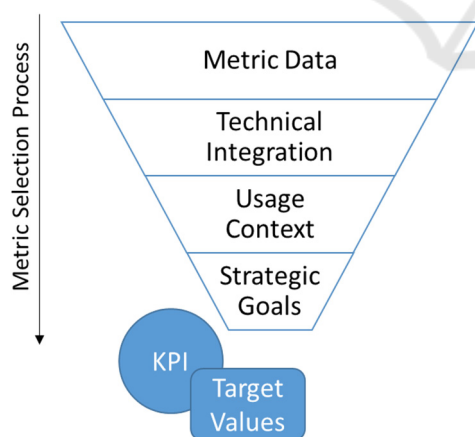 Metric Selection Process
Metric Data
Technical
Integration
Usage
Context
Strategic
Goals
KPI
Target
Values